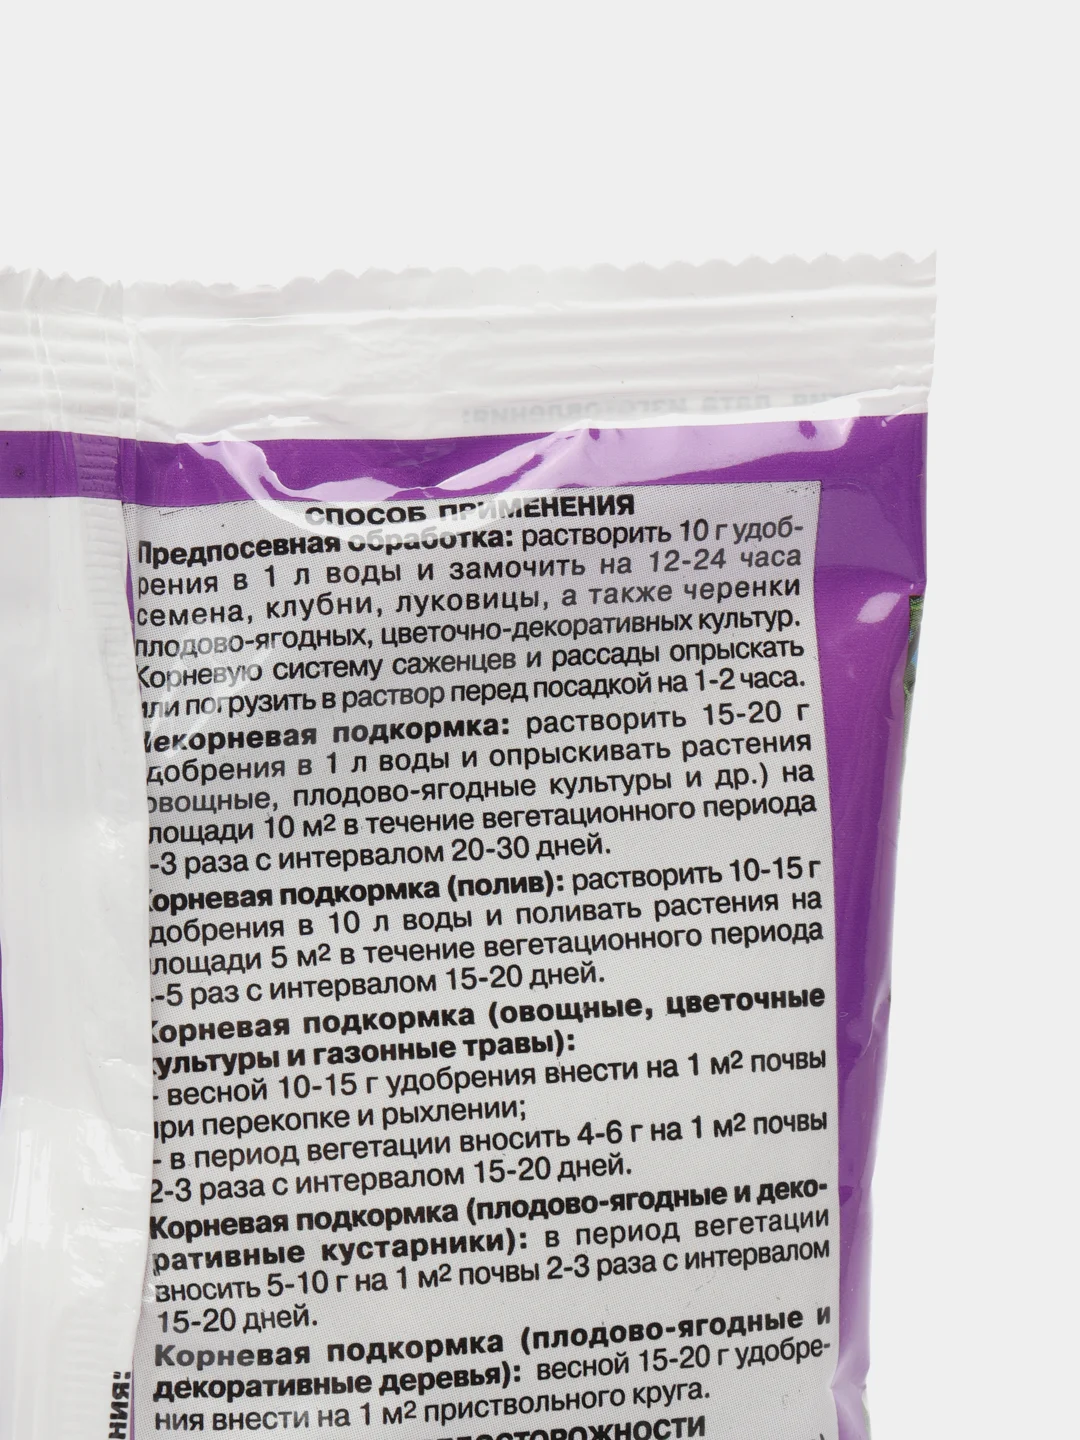 дата изготовления:
СПОСОБ ПРИМЕНЕНИЯ
Предпосевная обработка: растворить 10 г удоб-
рения в 1 л воды и замочить на 12-24 часа
семена, клубни, луковицы, а также черенки
плодово-ягодных, цветочно-декоративных культур.
Корневую систему саженцев и рассады опрыскать
или погрузить в раствор перед посадкой на 1-2 часа.
Некорневая подкормка: растворить 15-20 г
добрения в 1 л воды и опрыскивать растения
овощные, плодово-ягодные культуры и др.) на
лощади 10 м2 в течение вегетационного периода
-3 раза с интервалом 20-30 дней.
Корневая подкормка (полив): растворить 10-15 г
добрения в 10 л воды и поливать растения на
лощади 5 м2 в течение вегетационного периода
-5 раз с интервалом 15-20 дней.
Корневая подкормка (овощные, цветочные
культуры и газонные травы):
- весной 10-15 г удобрения внести на 1 м2 почвы
при перекопке и рыхлении;
- в период вегетации вносить 4-6 г на 1 м2 почвы
2-3 раза с интервалом 15-20 дней.
Корневая подкормка (плодово-ягодные и деко-
ративные кустарники): в период вегетации
вносить 5-10 г на 1 м2 почвы 2-3 раза с интервалом
15-20 дней.
Корневая подкормка (плодово-ягодные и
декоративные деревья): весной 15-20 г удобре-
ния внести на 1 м2 приствольного круга.